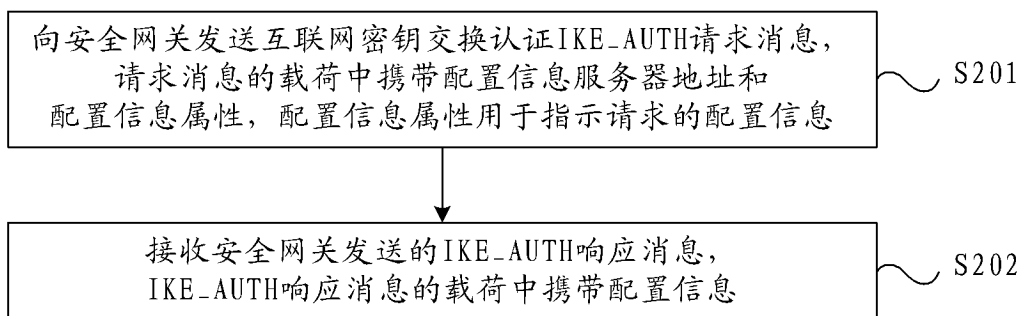 向安全网关发送互联网密钥交换认证IKE_AUTH请求消息，
请求消息的载荷中携带配置信息服务器地址和
配置信息属性，配置信息属性用于指示请求的配置信息
S201
接收安全网关发送的IKE_AUTH响应消息，
IKE_AUTH响应消息的载荷中携带配置信息
S202